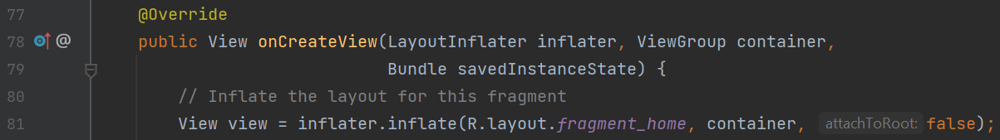 77 @Override
78 @ public View onCreateView(LayoutInflater inflater, ViewGroup container,
79 Bundle savedInstanceState) {
80 // Inflate the layout for this fragment
81 View view = inflater.inflate(R.layout.fragment_home, container, attachToRoot: false);